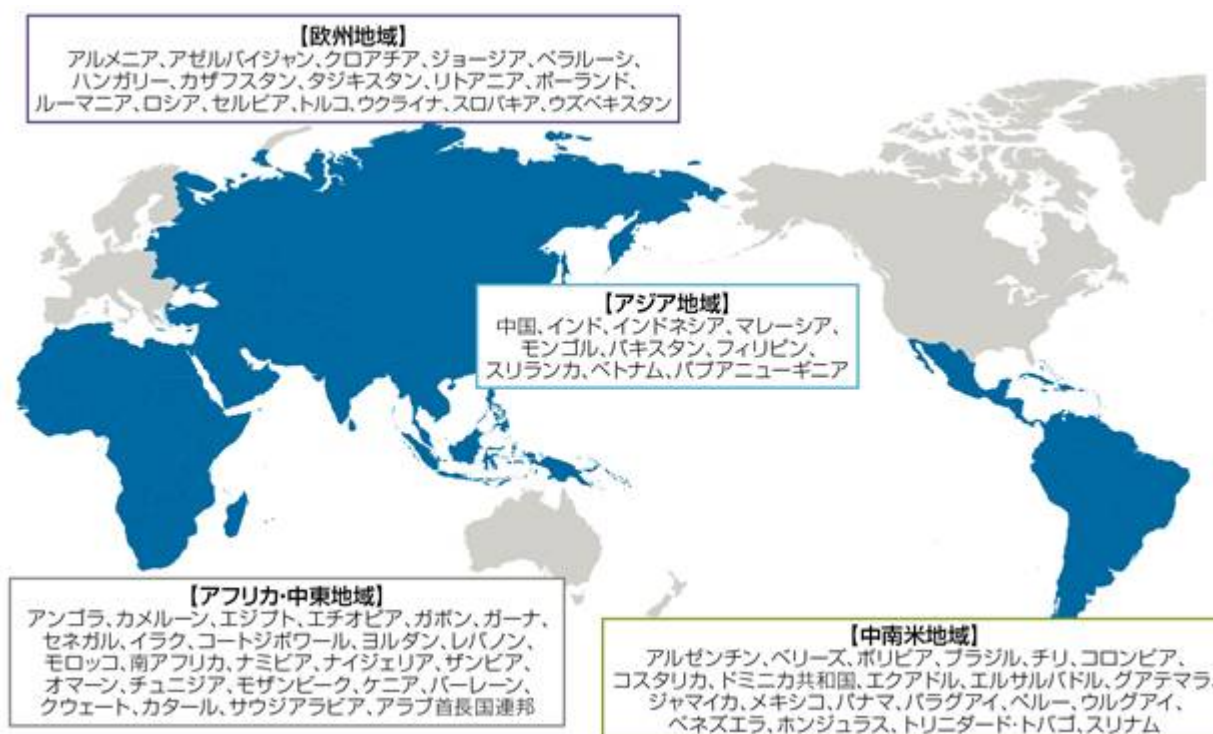 【欧州地域】
アルメニア、アゼルバイジャン、クロアチア、ジョージア、ベラルーシ、
ハンガリー、カザフスタン、タジキスタン、リトアニア、ポーランド、
ルーマニア、ロシア、セルビア、トルコ、ウクライナ、スロバキア、ウズベキスタン
【アジア地域】
中国、インド、インドネシア、マレーシア、
モンゴル、パキスタン、フィリピン、
スリランカ、ベトナム、パプアニューギニア
【アフリカ・中東地域】
アンゴラ、カメルーン、エジプト、エチオピア、ガボン、ガーナ、
セネガル、イラク、コートジボワール、ヨルダン、レバノン、
モロッコ、南アフリカ、ナミビア、ナイジェリア、ザンビア、
オマーン、チュニジア、モザンビーク、ケニア、バーレーン、
クウェート、カタール、サウジアラビア、アラブ首長国連邦
【中南米地域】
アルゼンチン、ベリーズ、ボリビア、ブラジル、チリ、コロンビア、
コスタリカ、ドミニカ共和国、エクアドル、エルサルバドル、グアテマラ、
ジャマイカ、メキシコ、パナマ、パラグアイ、ペルー、ウルグアイ、
ベネズエラ、ホンジュラス、トリニダード・トバゴ、スリナム